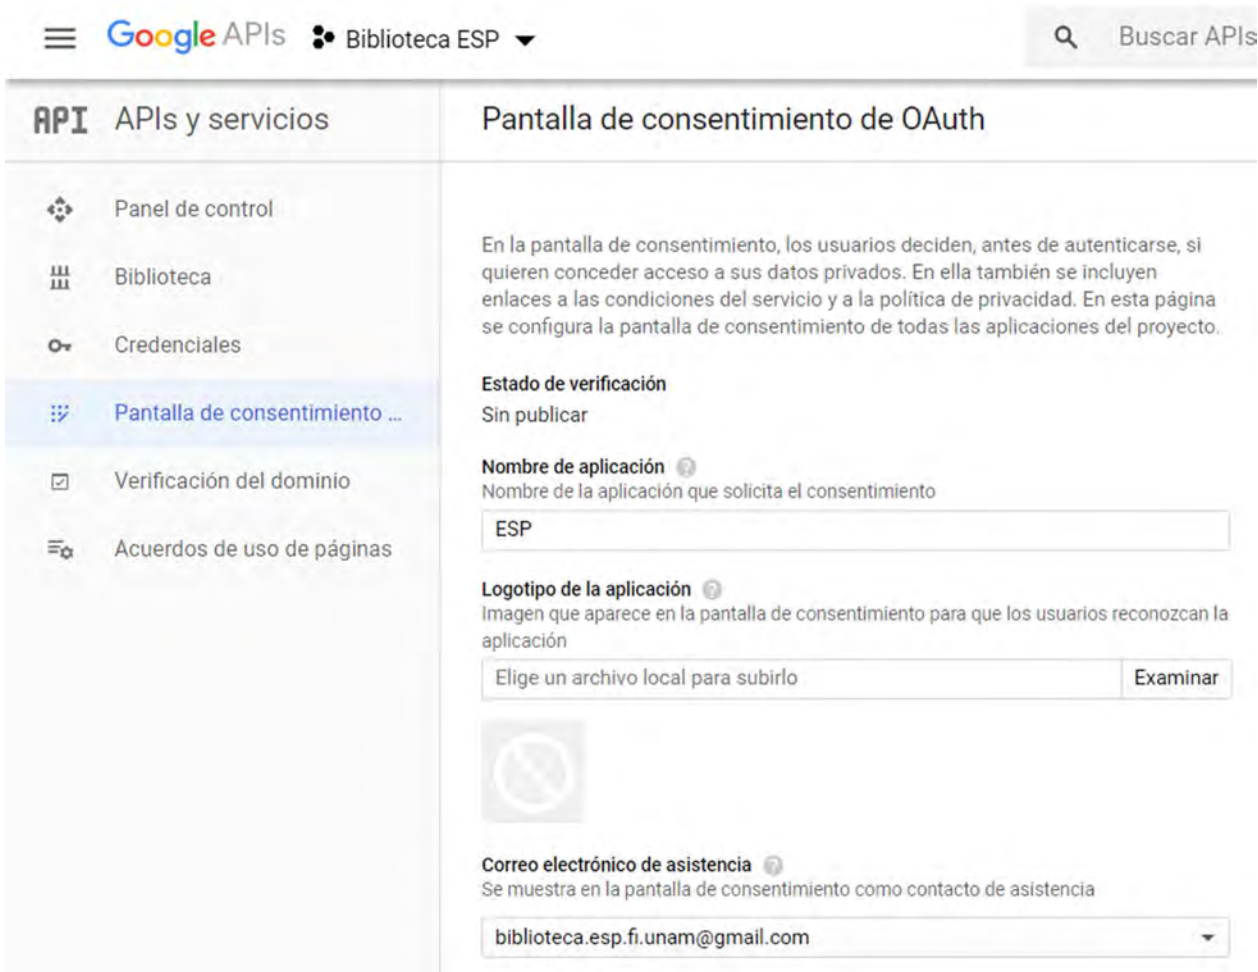 Google APIs Biblioteca ESP
Buscar APIs
API APIs y servicios
Pantalla de consentimiento de OAuth
Panel de control
Biblioteca
Credenciales
Pantalla de consentimiento ...
Verificación del dominio
Acuerdos de uso de páginas
En la pantalla de consentimiento, los usuarios deciden, antes de autenticarse, si
quieren conceder acceso a sus datos privados. En ella también se incluyen
enlaces a las condiciones del servicio y a la política de privacidad. En esta página
se configura la pantalla de consentimiento de todas las aplicaciones del proyecto.
Estado de verificación
Sin publicar
Nombre de aplicación
Nombre de la aplicación que solicita el consentimiento
ESP
Logotipo de la aplicación
Imagen que aparece en la pantalla de consentimiento para que los usuarios reconozcan la
aplicación
Elige un archivo local para subirlo
Examinar
Correo electrónico de asistencia
Se muestra en la pantalla de consentimiento como contacto de asistencia
biblioteca.esp.fi.unam@gmail.com